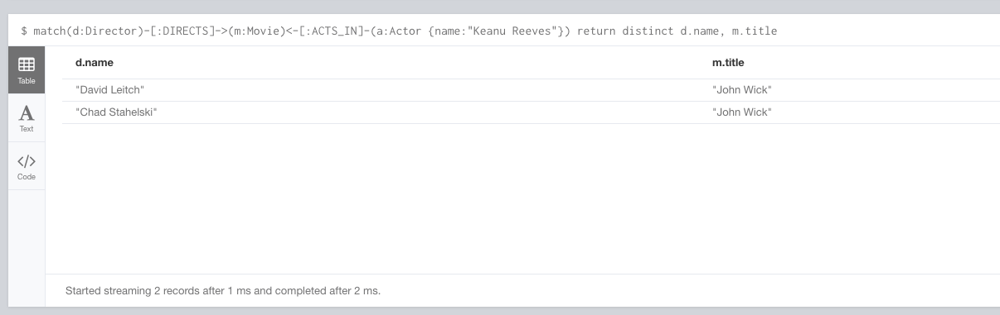 $ match(d:Director)-[:DIRECTS]->(m:Movie)<-[:ACTS_IN]-(a:Actor {name:"Keanu Reeves"}) return distinct d.name, m.title
Table
A
Text
</>
Code
d.name m.title
"David Leitch" "John Wick"
"Chad Stahelski" "John Wick"
Started streaming 2 records after 1 ms and completed after 2 ms.